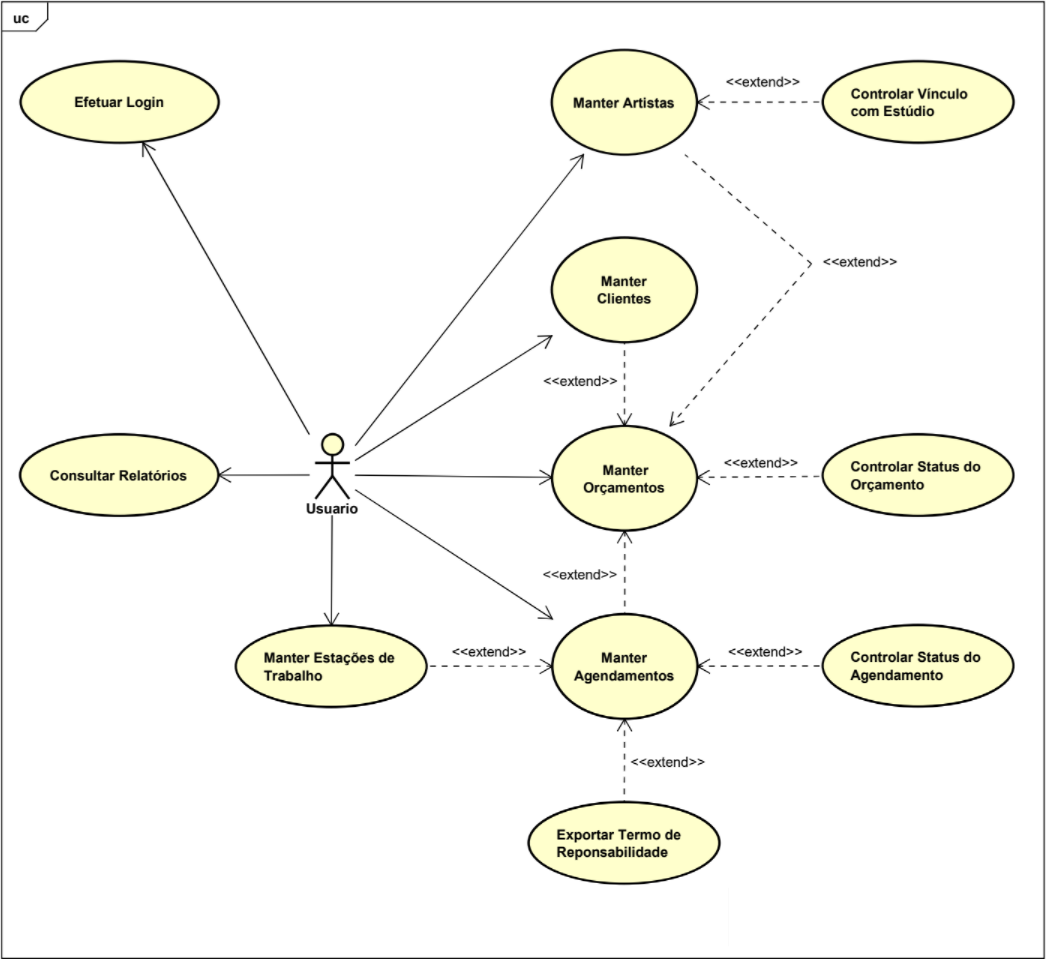 uc
Efetuar Login
Manter Artistas
<<extend>>
Controlar Vínculo
com Estúdio
<<extend>>
Manter
Clientes
<<extend>>
Consultar Relatórios
Usuario
Manter
Orçamentos
<<extend>>
Controlar Status do
Orçamento
<<extend>>
Manter Estações de
Trabalho
<<extend>>
Manter
Agendamentos
<<extend>>
Controlar Status do
Agendamento
<<extend>>
Exportar Termo de
Reponsabilidade